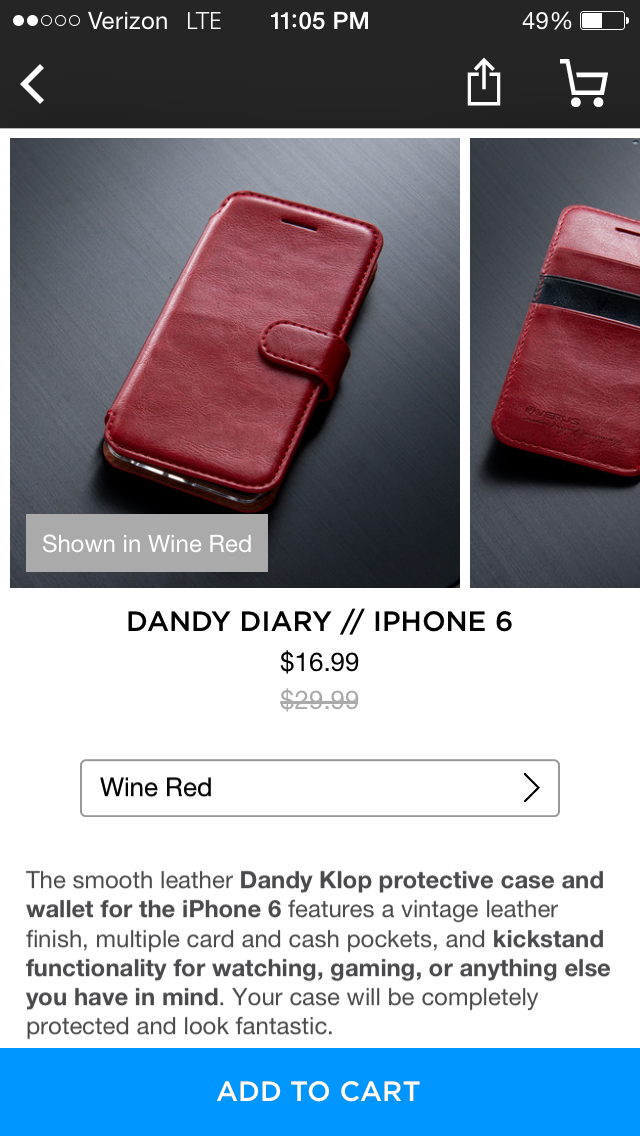 Verizon LTE 11:05 PM 49%
VERUS
Shown in Wine Red
DANDY DIARY // IPHONE 6
$16.99
$29.99
Wine Red
The smooth leather Dandy Klop protective case and
wallet for the iPhone 6 features a vintage leather
finish, multiple card and cash pockets, and kickstand
functionality for watching, gaming, or anything else
you have in mind. Your case will be completely
protected and look fantastic.
ADD TO CART